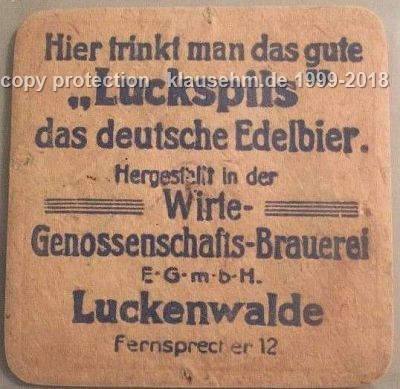 Hier trinkt man das gute
copy protection klausehm.de 1999-2018
„Luckspils"
das deutsche Edelbier.
Hergestellt in der
Wirte-
Genossenschafts-Brauerei
E·G·m·b·H.
Luckenwalde
Fernsprecher 12